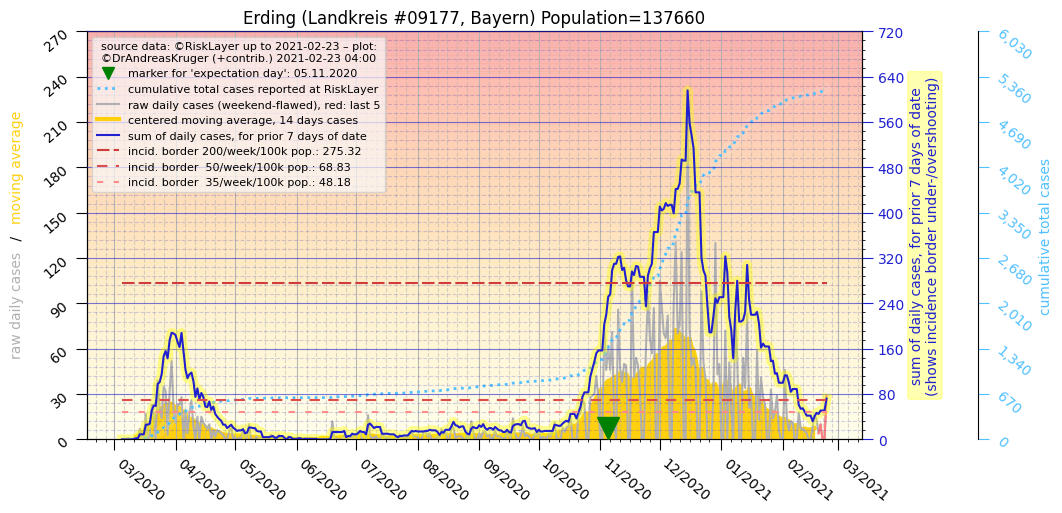 Erding (Landkreis #09177, Bayern) Population=137660
source data: ©RiskLayer up to 2021-02-23 – plot:
©DrAndreasKruger (+contrib.) 2021-02-23 04:00
marker for 'expectation day': 05.11.2020
cumulative total cases reported at RiskLayer
raw daily cases (weekend-flawed), red: last 5
centered moving average, 14 days cases
sum of daily cases, for prior 7 days of date
incid. border 200/week/100k pop.: 275.32
incid. border 50/week/100k pop.: 68.83
incid. border 35/week/100k pop.: 48.18
raw daily cases / moving average
270
240
210
180
150
120
90
60
30
0
03/2020
04/2020
05/2020
06/2020
07/2020
08/2020
09/2020
10/2020
11/2020
12/2020
01/2021
02/2021
03/2021
720
640
560
480
400
320
240
160
80
0
sum of daily cases, for prior 7 days of date
(shows incidence border under-/overshooting)
6,030
5,360
4,690
4,020
3,350
2,680
2,010
1,340
670
0
cumulative total cases